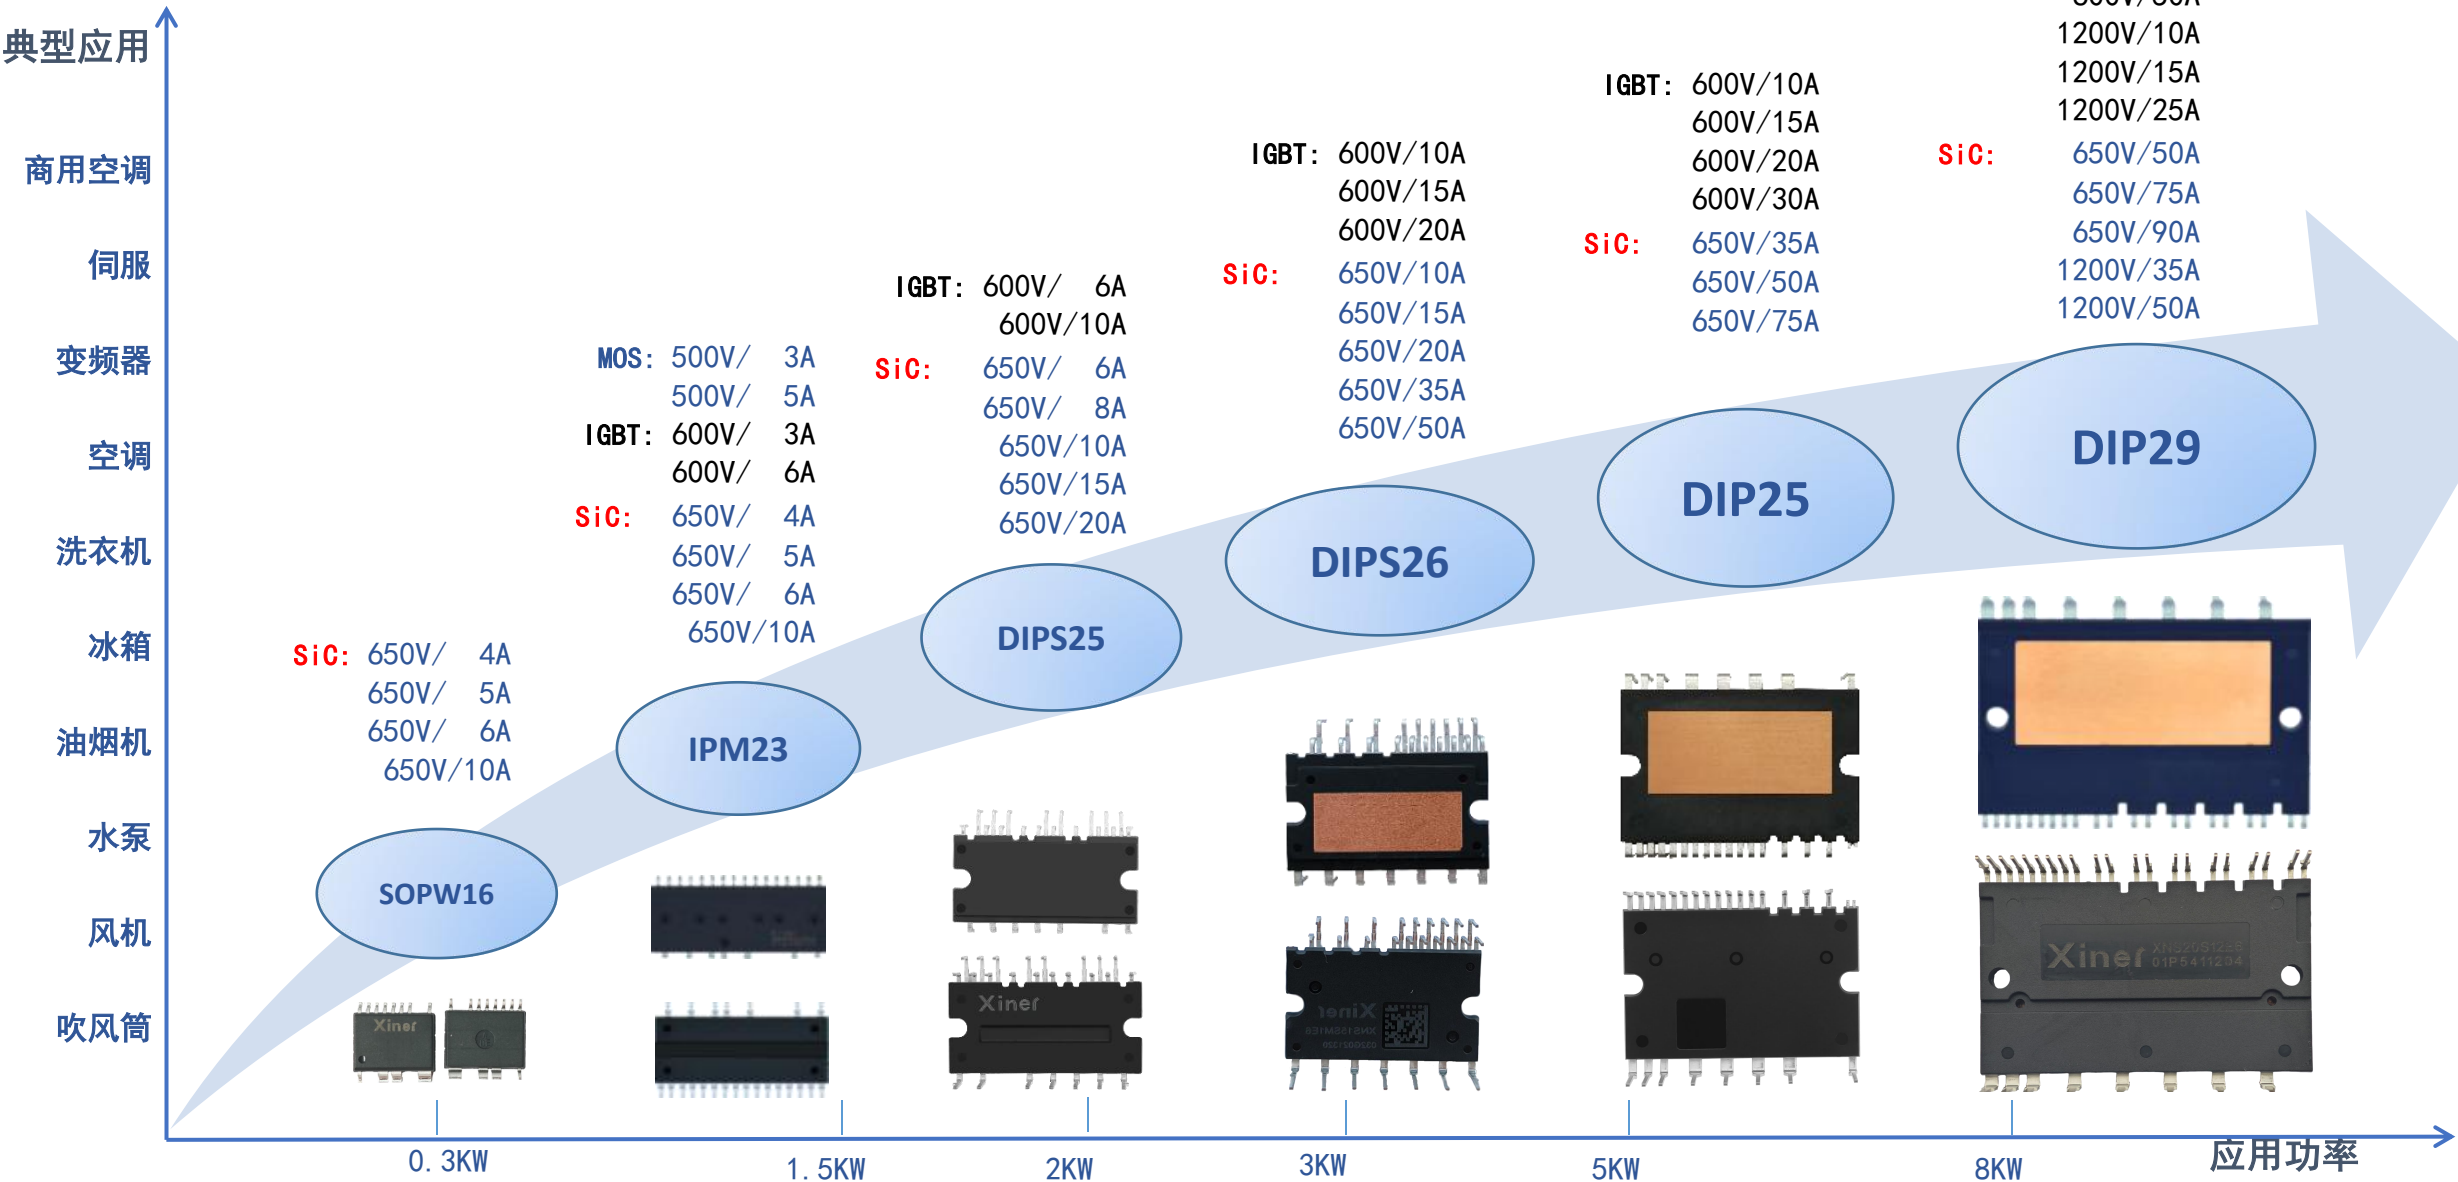 典型应用
商用空调
伺服
变频器
空调
洗衣机
冰箱
油烟机
水泵
风机
吹风筒
SiC: 650V/ 4A
650V/ 5A
650V/ 6A
650V/10A
SOPW16
MOS: 500V/ 3A
500V/ 5A
IGBT: 600V/ 3A
600V/ 6A
SiC: 650V/ 4A
650V/ 5A
650V/ 6A
650V/10A
IPM23
IGBT: 600V/ 6A
600V/10A
SiC: 650V/ 6A
650V/ 8A
650V/10A
650V/15A
650V/20A
DIPS25
IGBT: 600V/10A
600V/15A
600V/20A
SiC: 650V/10A
650V/15A
650V/20A
650V/35A
650V/50A
DIPS26
IGBT: 600V/10A
600V/15A
600V/20A
600V/30A
SiC: 650V/35A
650V/50A
650V/75A
DIP25
1200V/10A
1200V/15A
1200V/25A
SiC: 650V/50A
650V/75A
650V/90A
1200V/35A
1200V/50A
DIP29
Xiner
Xiner
Xiner
Xiner
0.3KW
1.5KW
2KW
3KW
5KW
8KW
应用功率